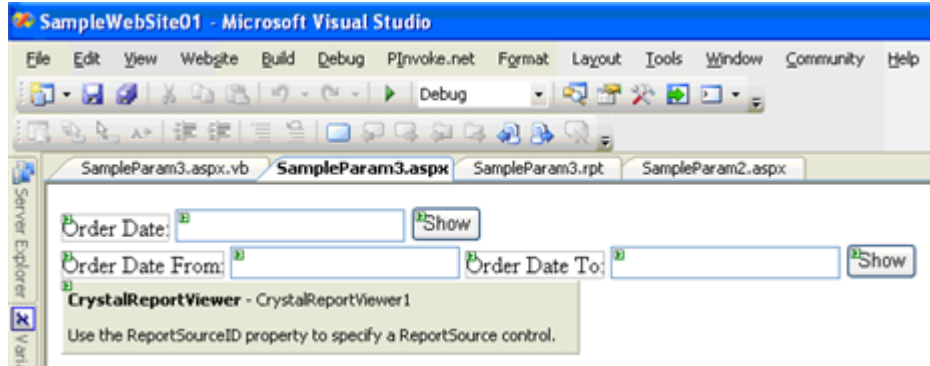 SampleWebSite01 - Microsoft Visual Studio
File Edit View Website Build Debug PInvoke.net Format Layout Tools Window Community Help
Debug
SampleParam3.aspx.vb SampleParam3.aspx SampleParam3.rpt SampleParam2.aspx
Server Explorer
Order Date: Show
Order Date From: Order Date To: Show
CrystalReportViewer - CrystalReportViewer1
Use the ReportSourceID property to specify a ReportSource control.